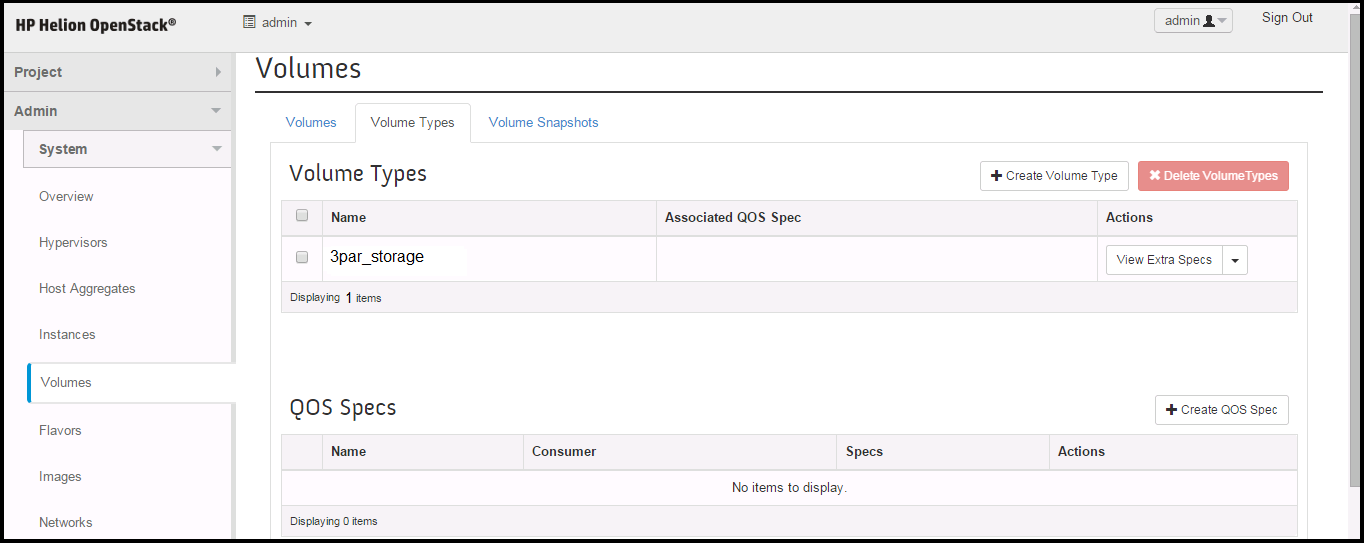 HP Helion OpenStack®
admin
admin
Sign Out
Project
Admin
System
Overview
Hypervisors
Host Aggregates
Instances
Volumes
Flavors
Images
Networks
Volumes
Volumes
Volume Types
Volume Snapshots
Volume Types
Create Volume Type
Delete VolumeTypes
Name
Associated QOS Spec
Actions
3par_storage
View Extra Specs
Displaying 1 items
QOS Specs
Create QOS Spec
Name
Consumer
Specs
Actions
No items to display.
Displaying 0 items